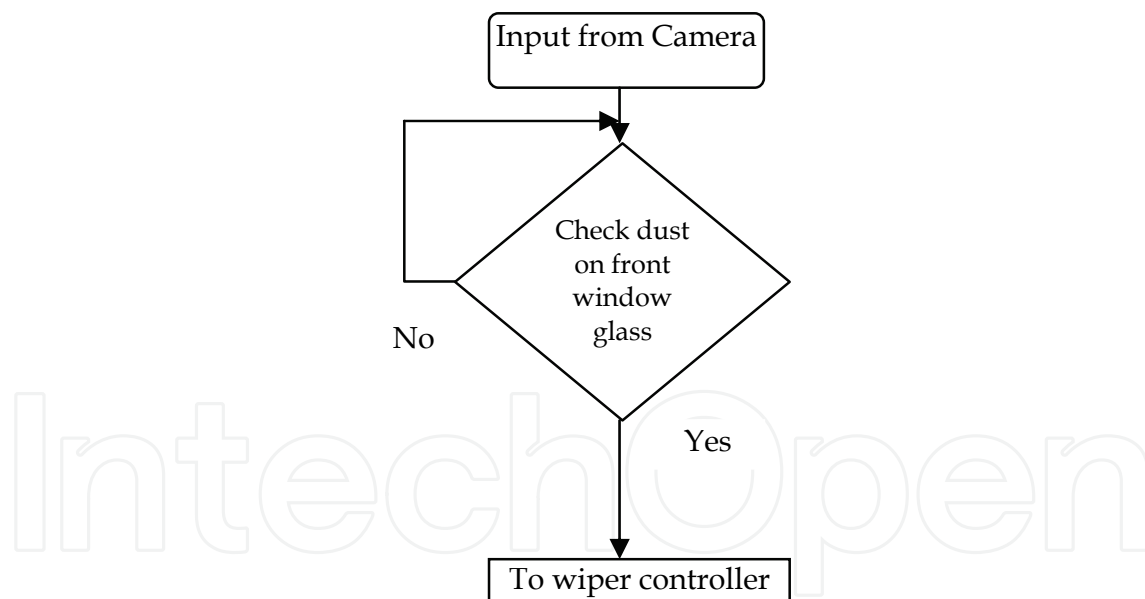 Input from Camera
Check dust
on front
window
glass
No
Yes
IntechOpen
To wiper controller